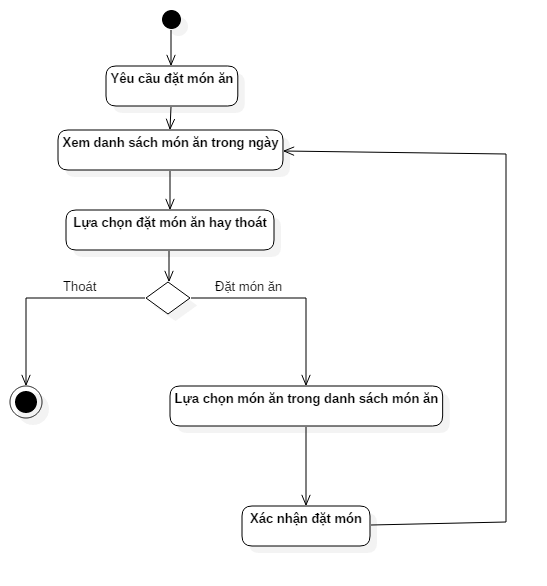 Yêu cầu đặt món ăn
Xem danh sách món ăn trong ngày
Lựa chọn đặt món ăn hay thoát
Thoát
Đặt món ăn
Lựa chọn món ăn trong danh sách món ăn
Xác nhận đặt món